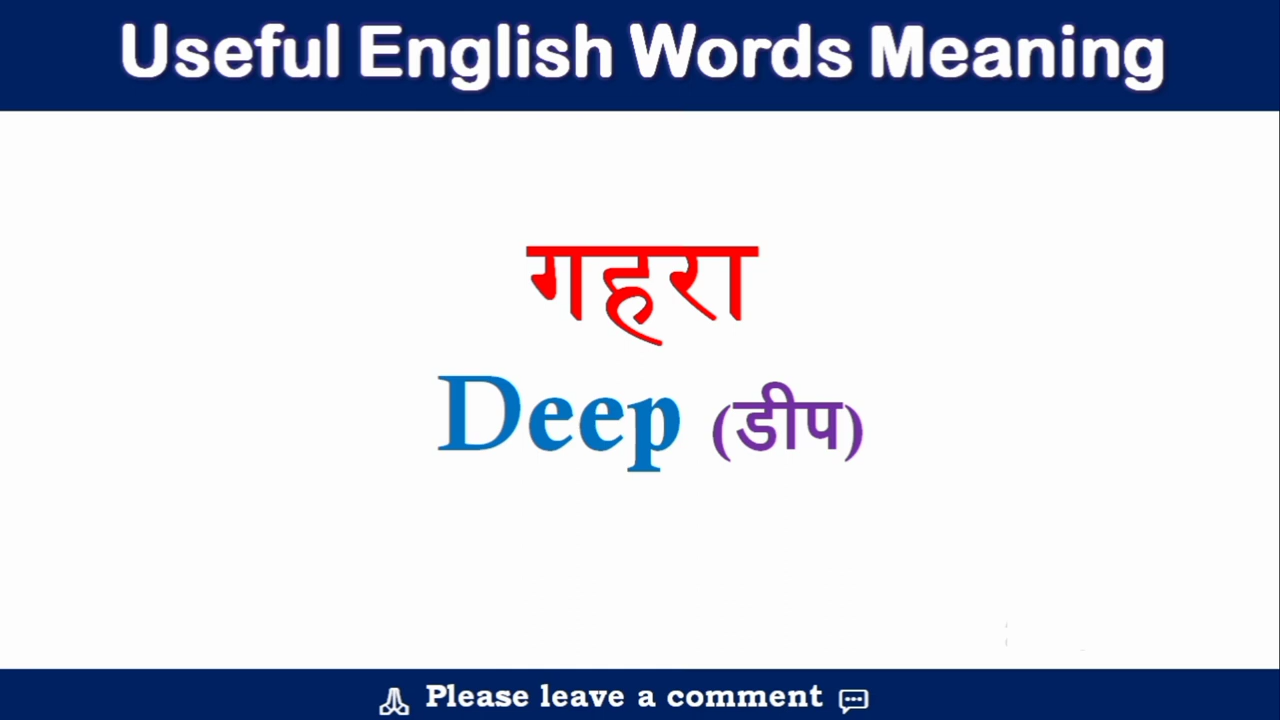 Useful English Words Meaning
गहरा
Deep (डीप)
Please leave a comment